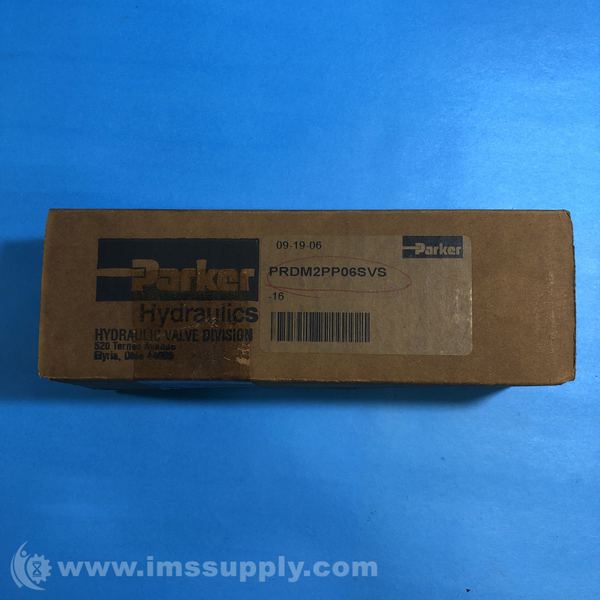 Parker
Hydraulics
HYDRAULIC VALVE DIVISION
520 Ternes Avenue
Elyria, Ohio 44035
09-19-06
Parker
PRDM2PP06SVS
-16
www.imssupply.com